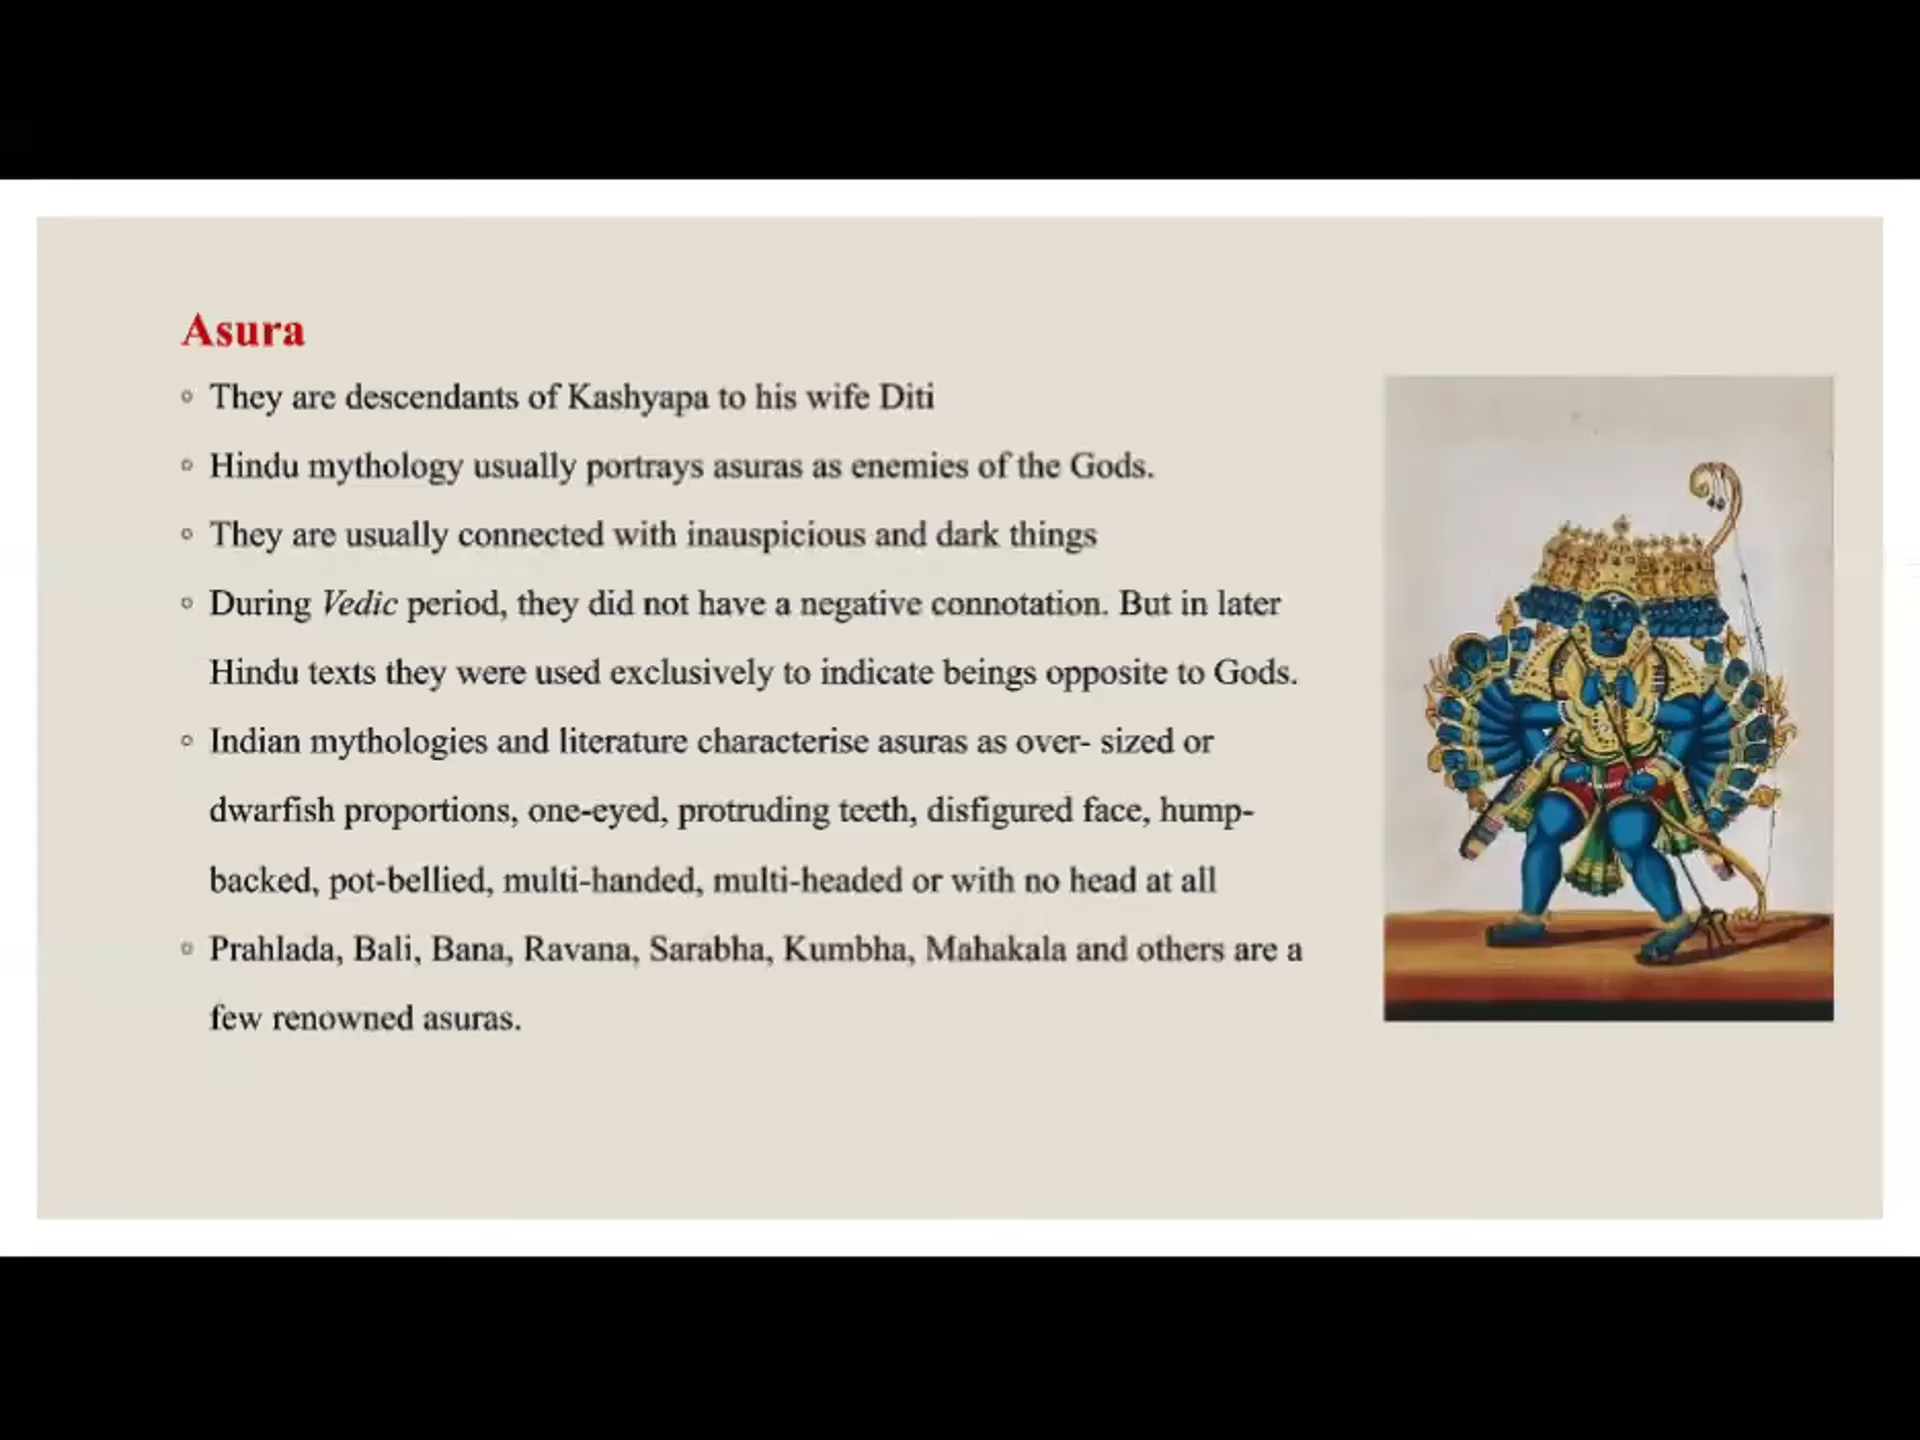 Asura
◦ They are descendants of Kashyapa to his wife Diti
◦ Hindu mythology usually portrays asuras as enemies of the Gods.
◦ They are usually connected with inauspicious and dark things
◦ During Vedic period, they did not have a negative connotation. But in later
Hindu texts they were used exclusively to indicate beings opposite to Gods.
◦ Indian mythologies and literature characterise asuras as over- sized or
dwarfish proportions, one-eyed, protruding teeth, disfigured face, hump-
backed, pot-bellied, multi-handed, multi-headed or with no head at all
◦ Prahlada, Bali, Bana, Ravana, Sarabha, Kumbha, Mahakala and others are a
few renowned asuras.